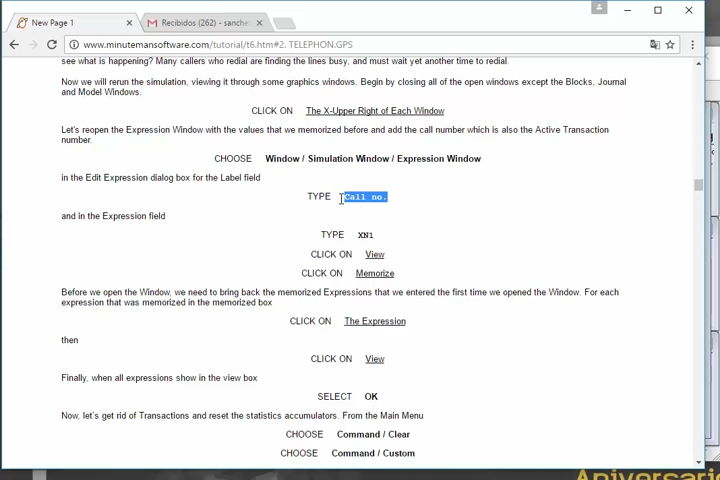 New Page 1
Recibidos (262) - sanche
www.minutemansoftware.com/tutorial/t6.htm#2. TELEPHON.GPS
see what is happening? Many callers who redial are finding the lines busy, and must wait yet another time to redial.
Now we will rerun the simulation, viewing it through some graphics windows. Begin by closing all of the open windows except the Blocks, Journal
and Model Windows.
CLICK ON The X-Upper Right of Each Window
Let's reopen the Expression Window with the values that we memorized before and add the call number which is also the Active Transaction
number.
CHOOSE Window / Simulation Window / Expression Window
in the Edit Expression dialog box for the Label field
TYPE Call no.
and in the Expression field
TYPE XN1
CLICK ON View
CLICK ON Memorize
Before we open the Window, we need to bring back the memorized Expressions that we entered the first time we opened the Window. For each
expression that was memorized in the memorized box
CLICK ON The Expression
then
CLICK ON View
Finally, when all expressions show in the view box
SELECT OK
Now, let's get rid of Transactions and reset the statistics accumulators. From the Main Menu
CHOOSE Command / Clear
CHOOSE Command / Custom
Aniversari